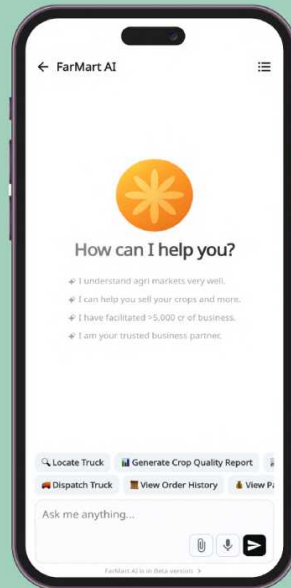 FarMart AI
How can I help you?
I understand agri markets very well.
I can help you sell your crops and more.
I have facilitated >5,000 cr of business.
I am your trusted business partner.
Locate Truck
Generate Crop Quality Report
Dispatch Truck
View Order History
View Pa
Ask me anything...
FarMart AI is in Beta version >